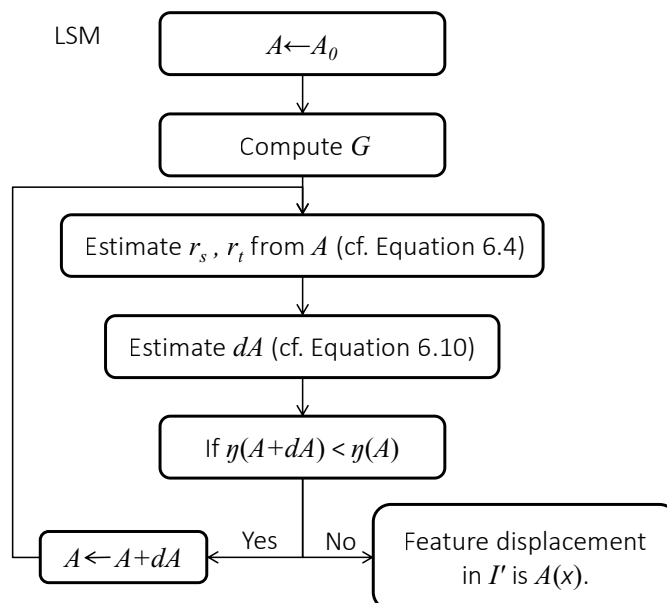 LSM
A←A₀
Compute G
Estimate rₛ , rₜ from A (cf. Equation 6.4)
Estimate dA (cf. Equation 6.10)
If η(A+dA) < η(A)
Yes
No
A←A+dA
Feature displacement
in I′ is A(x).